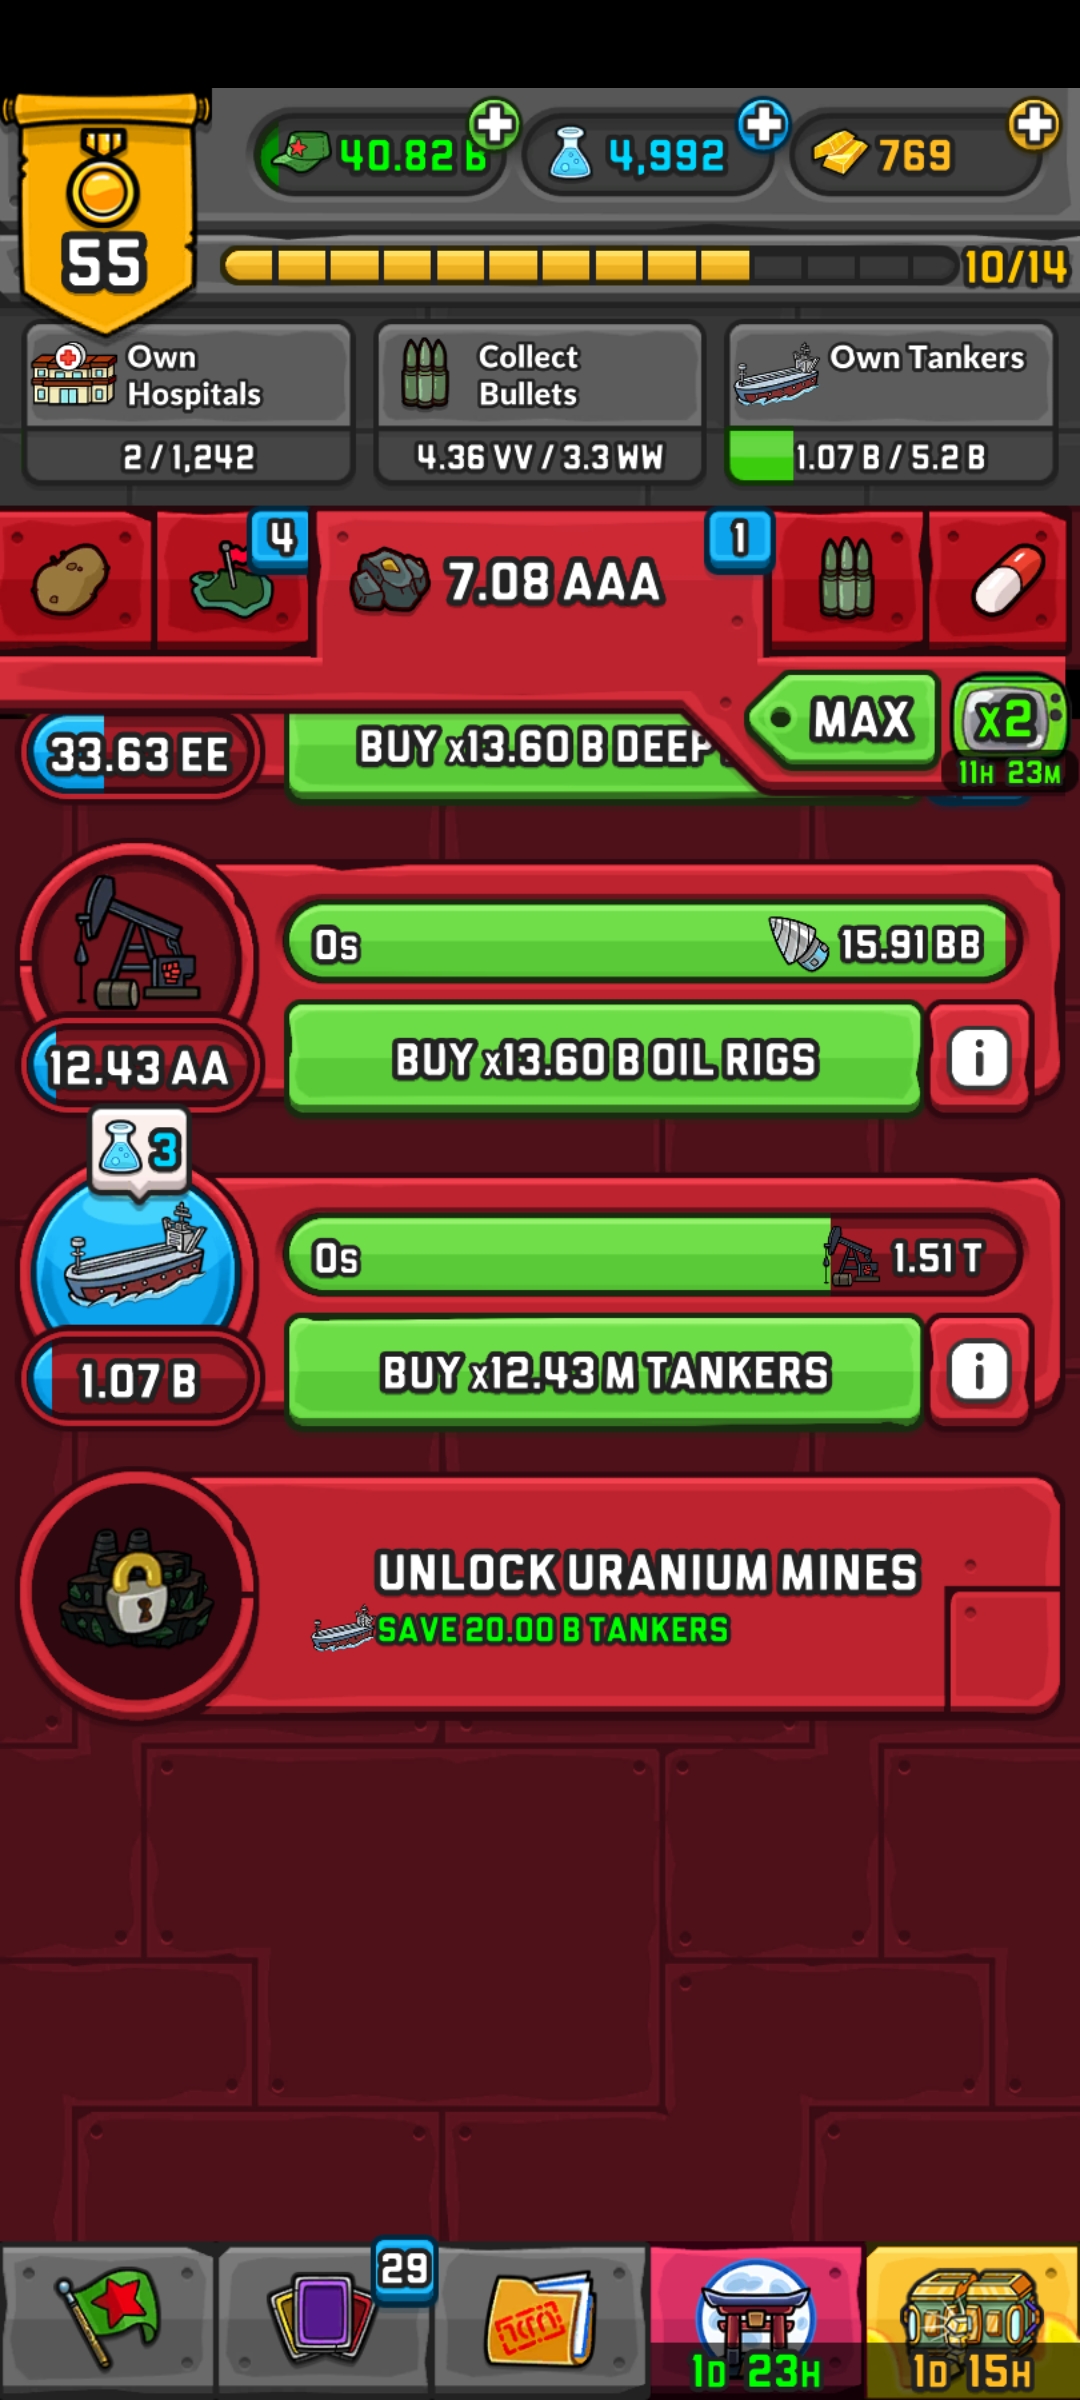 40.82 B
4,992
769
55
10/14
Own
Hospitals
2 / 1,242
Collect
Bullets
4.36 VV / 3.3 WW
Own Tankers
1.07 B / 5.2 B
4
7.08 AAA
1
MAX
x2
11H 23M
33.63 EE
BUY x13.60 B DEEP
0s
15.91 BB
12.43 AA
BUY x13.60 B OIL RIGS
i
3
0s
1.51 T
1.07 B
BUY x12.43 M TANKERS
i
UNLOCK URANIUM MINES
SAVE 20.00 B TANKERS
29
1D 23H
1D 15H